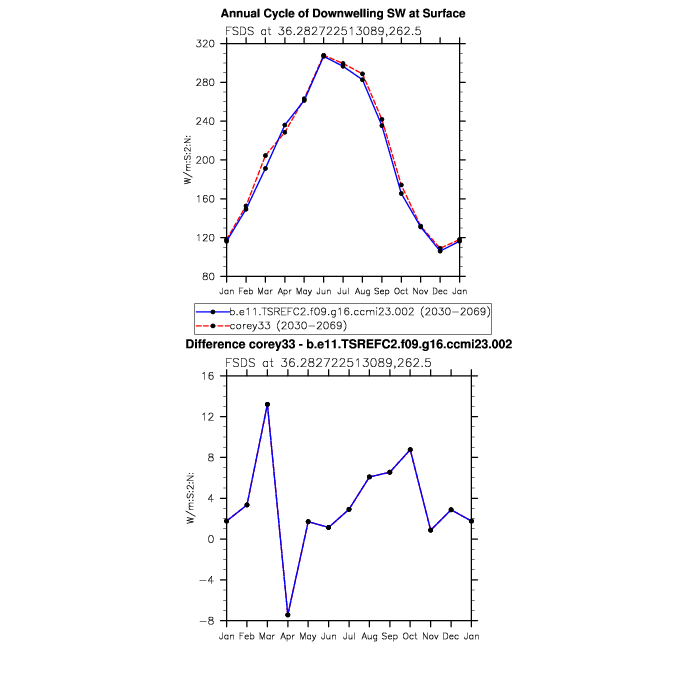 Annual Cycle of Downwelling SW at Surface
FSDS at 36.282722513089,262.5
320
280
240
200
160
120
80
W/m:S:2:N:
Jan Feb Mar Apr May Jun Jul Aug Sep Oct Nov Dec Jan
b.e11.TSREFC2.f09.g16.ccmi23.002 (2030-2069)
corey33 (2030-2069)
Difference corey33 - b.e11.TSREFC2.f09.g16.ccmi23.002
FSDS at 36.282722513089,262.5
16
12
8
4
0
-4
-8
W/m:S:2:N:
Jan Feb Mar Apr May Jun Jul Aug Sep Oct Nov Dec Jan